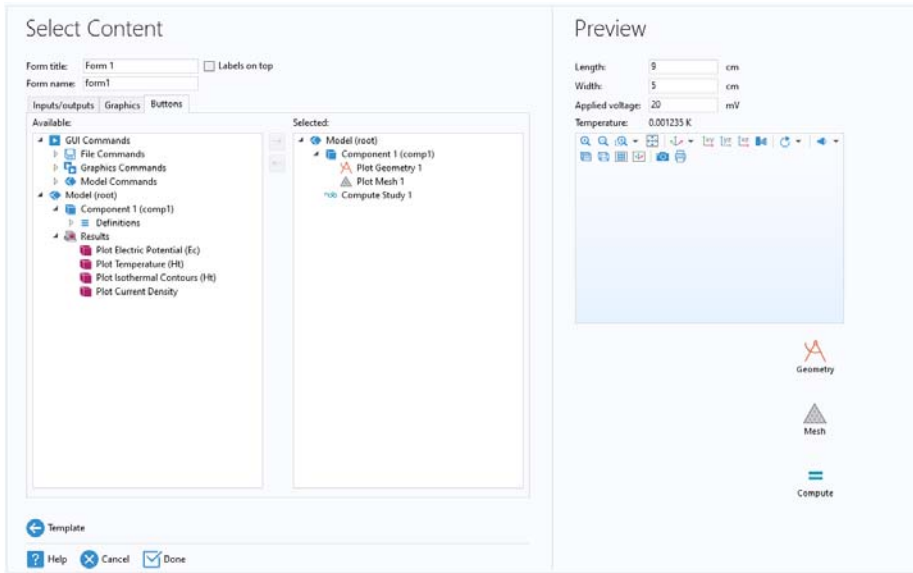 Select Content
Form title: Form 1 Labels on top
Form name: form1
Inputs/outputs Graphics Buttons
Available:
GUI Commands
File Commands
Graphics Commands
Model Commands
Model (root)
Component 1 (comp1)
Definitions
Results
Plot Electric Potential (Ec)
Plot Temperature (Ht)
Plot Isothermal Contours (Ht)
Plot Current Density
Selected:
Model (root)
Component 1 (comp1)
Plot Geometry 1
Plot Mesh 1
Compute Study 1
Template
Help Cancel Done
Preview
Length: 9 cm
Width: 5 cm
Applied voltage: 20 mV
Temperature: 0.001235 K
Geometry
Mesh
Compute